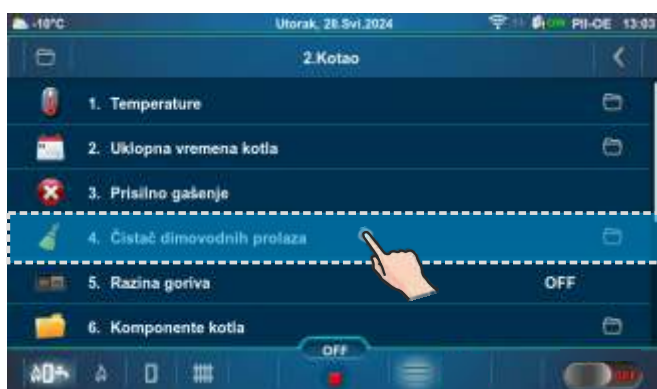 -10°C Utorak, 28.Svi.2024 PII-OE 13:03
2.Kotao
1. Temperature
2. Uklopna vremena kotla
3. Prisilno gašenje
4. Čistač dimovodnih prolaza
5. Razina goriva OFF
6. Komponente kotla
OFF
OFF